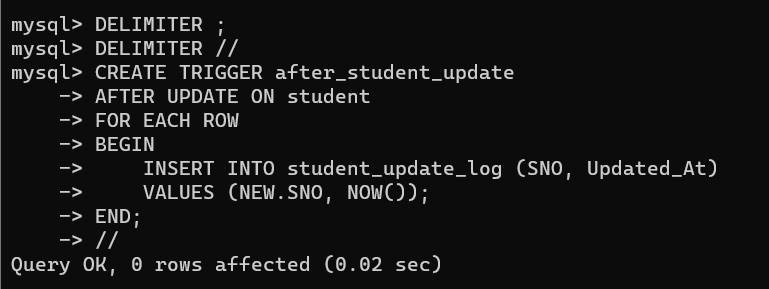 mysql> DELIMITER ;
mysql> DELIMITER //
mysql> CREATE TRIGGER after_student_update
    -> AFTER UPDATE ON student
    -> FOR EACH ROW
    -> BEGIN
    ->     INSERT INTO student_update_log (SNO, Updated_At)
    ->     VALUES (NEW.SNO, NOW());
    -> END;
    -> //
Query OK, 0 rows affected (0.02 sec)